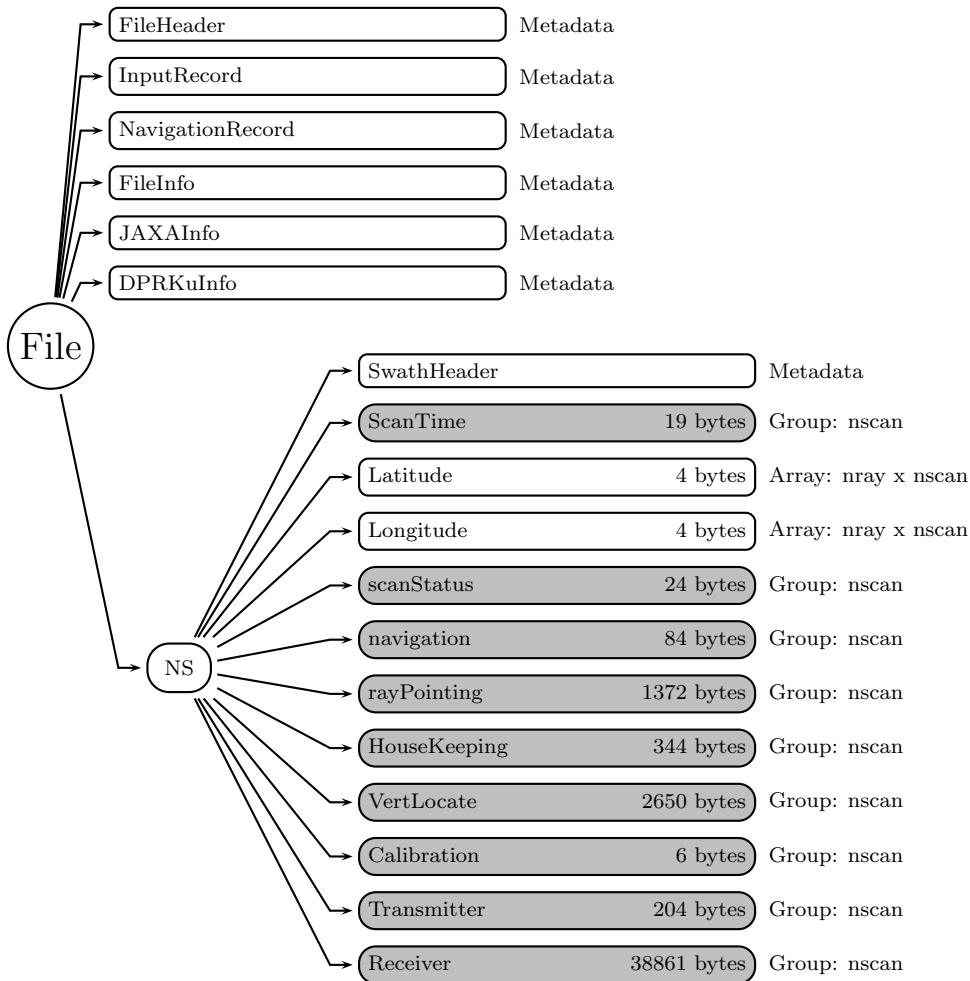 FileHeader Metadata
InputRecord Metadata
NavigationRecord Metadata
FileInfo Metadata
JAXAInfo Metadata
DPRKuInfo Metadata
File
SwathHeader Metadata
ScanTime 19 bytes Group: nscan
Latitude 4 bytes Array: nray x nscan
Longitude 4 bytes Array: nray x nscan
scanStatus 24 bytes Group: nscan
navigation 84 bytes Group: nscan
NS
rayPointing 1372 bytes Group: nscan
HouseKeeping 344 bytes Group: nscan
VertLocate 2650 bytes Group: nscan
Calibration 6 bytes Group: nscan
Transmitter 204 bytes Group: nscan
Receiver 38861 bytes Group: nscan